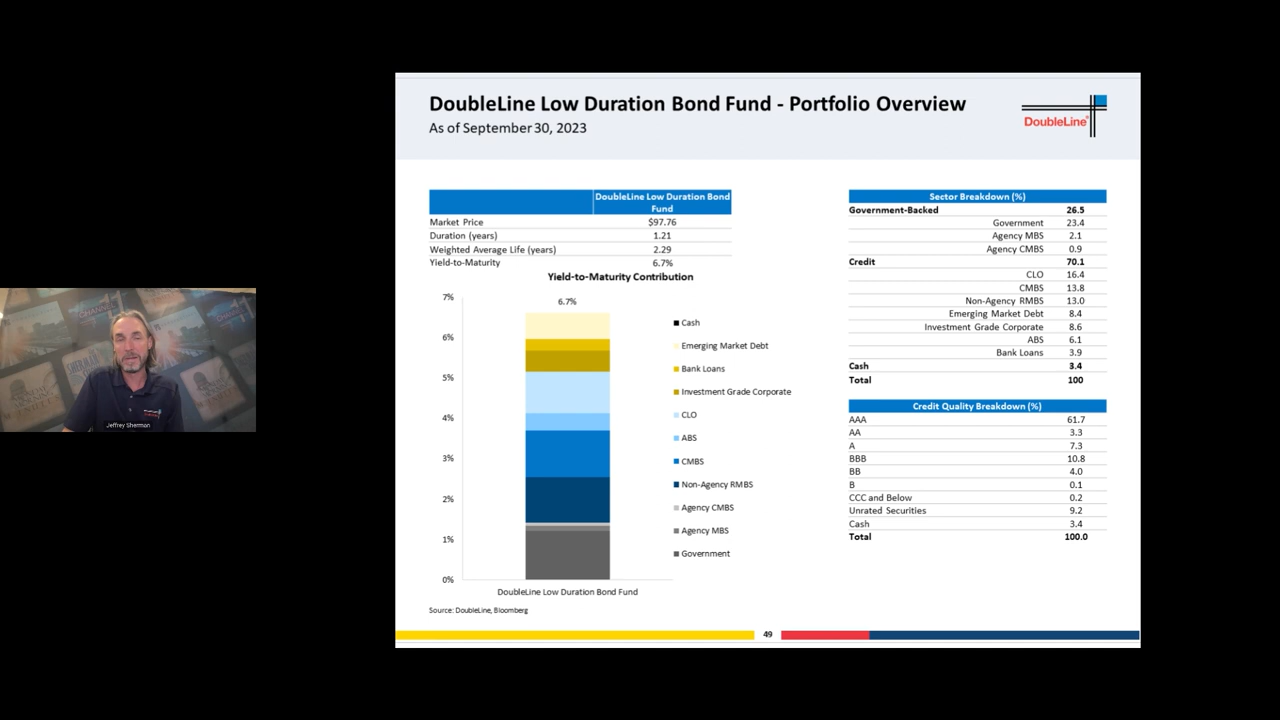 DoubleLine Low Duration Bond Fund - Portfolio Overview
As of September 30, 2023
DoubleLine®
DoubleLine Low Duration Bond
Fund
Market Price $97.76
Duration (years) 1.21
Weighted Average Life (years) 2.29
Yield-to-Maturity 6.7%
Yield-to-Maturity Contribution
7%
6%
5%
4%
3%
2%
1%
0%
6.7%
DoubleLine Low Duration Bond Fund
Cash
Emerging Market Debt
Bank Loans
Investment Grade Corporate
CLO
ABS
CMBS
Non-Agency RMBS
Agency CMBS
Agency MBS
Government
Source: DoubleLine, Bloomberg
Sector Breakdown (%)
Government-Backed 26.5
Government 23.4
Agency MBS 2.1
Agency CMBS 0.9
Credit 70.1
CLO 16.4
CMBS 13.8
Non-Agency RMBS 13.0
Emerging Market Debt 8.4
Investment Grade Corporate 8.6
ABS 6.1
Bank Loans 3.9
Cash 3.4
Total 100
Credit Quality Breakdown (%)
AAA 61.7
AA 3.3
A 7.3
BBB 10.8
BB 4.0
B 0.1
CCC and Below 0.2
Unrated Securities 9.2
Cash 3.4
Total 100.0
49
Jeffrey Sherman